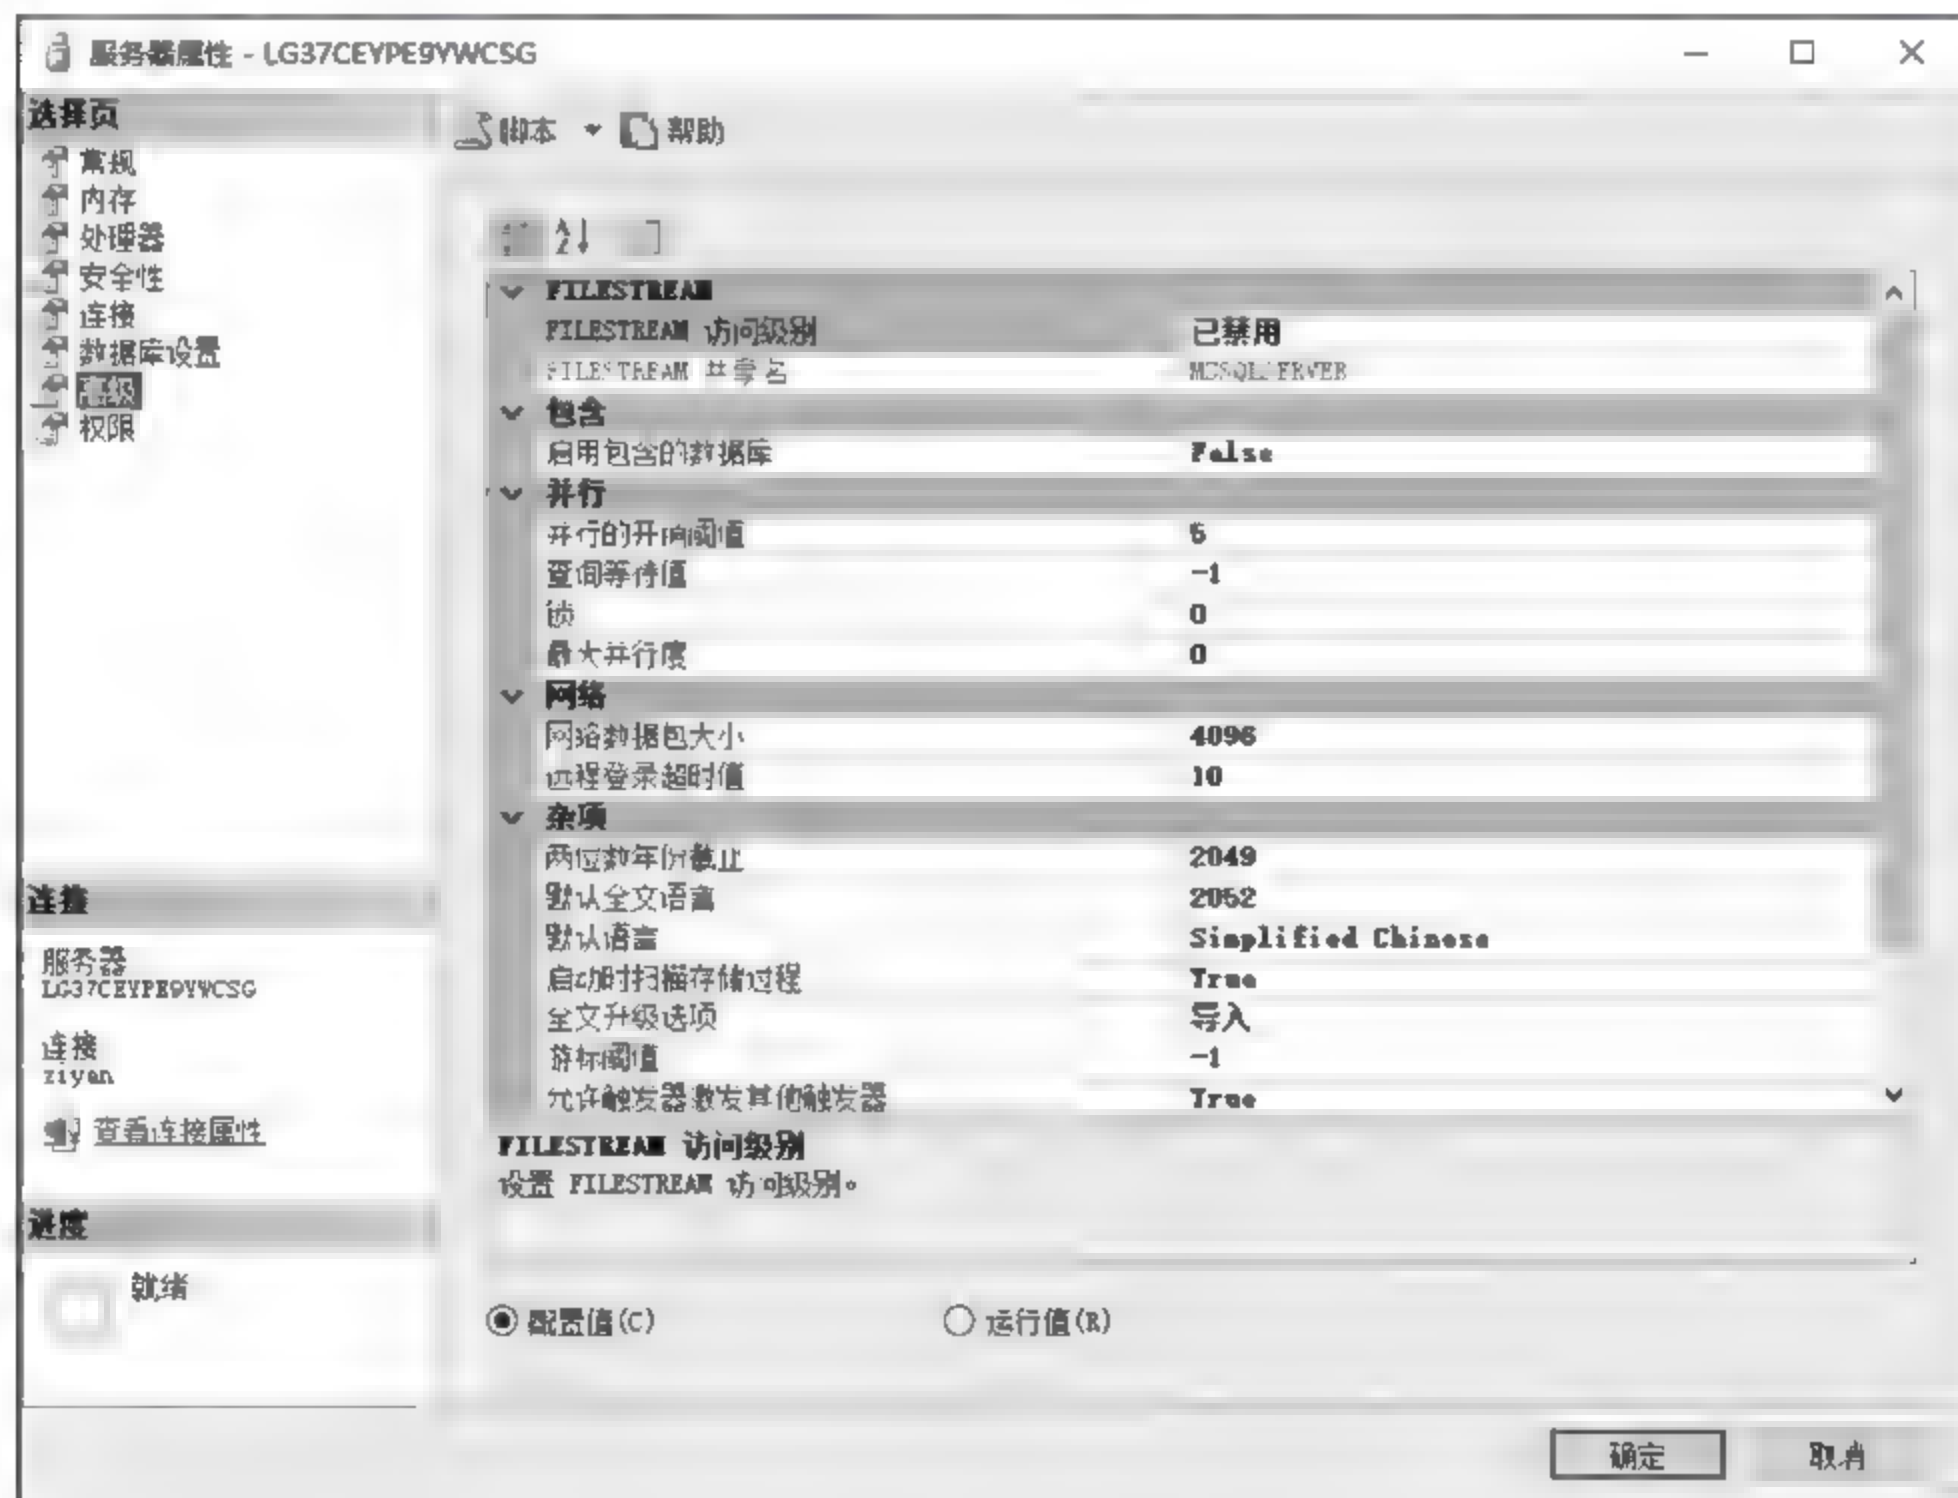 服务器属性 - LG37CEYPE9YWCSG
选择页
常规
内存
处理器
安全性
连接
数据库设置
高级
权限
脚本 帮助
FILESTREAM
FILESTREAM 访问级别 已禁用
FILESTREAM 共享名 MSSQLSERVER
包含
启用包含的数据库 False
并行
并行的开销阈值 5
查询等待值 -1
锁 0
最大并行度 0
网络
网络数据包大小 4096
远程登录超时值 10
杂项
两位数年份截止 2049
默认全文语言 2052
默认语言 Simplified Chinese
启动时扫描存储过程 True
全文升级选项 导入
游标阈值 -1
允许触发器激发其他触发器 True
FILESTREAM 访问级别
设置 FILESTREAM 访问级别。
配置值(C) 运行值(R)
连接
服务器
LG37CEYPE9YWCSG
连接
ziyan
查看连接属性
进度
就绪
确定 取消